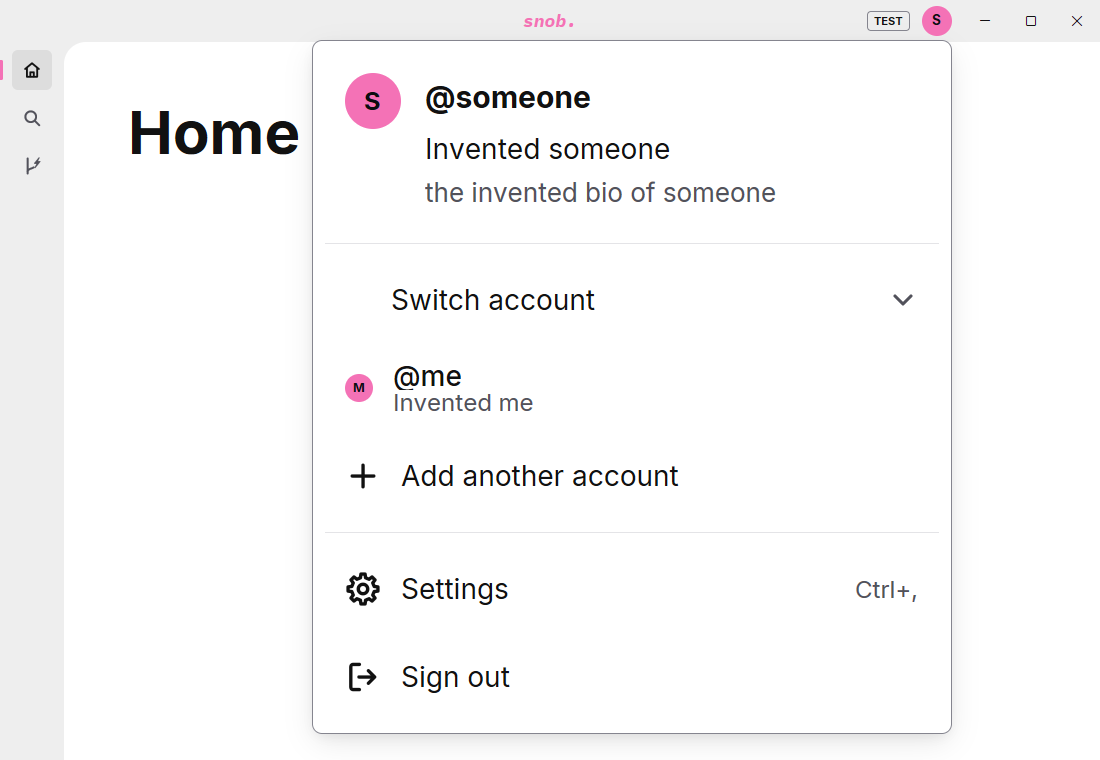 snob.
TEST
S
Home
S
@someone
Invented someone
the invented bio of someone
Switch account
M
@me
Invented me
Add another account
Settings
Ctrl+,
Sign out